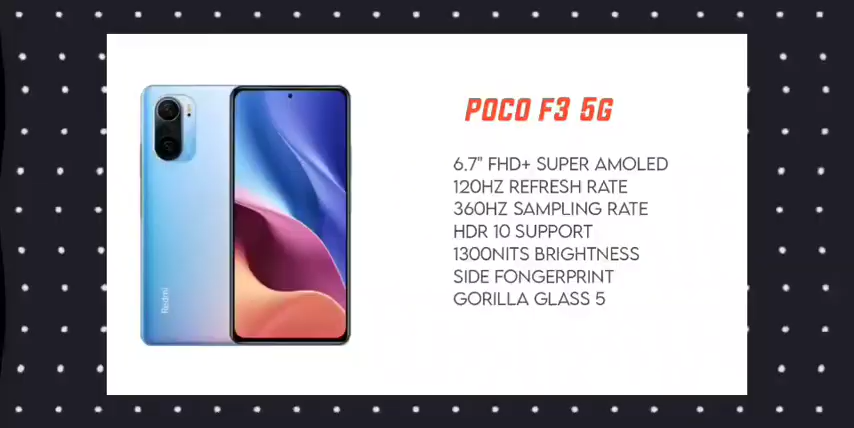 Redmi
POCO F3 5G
6.7" FHD+ SUPER AMOLED
120HZ REFRESH RATE
360HZ SAMPLING RATE
HDR 10 SUPPORT
1300NITS BRIGHTNESS
SIDE FONGERPRINT
GORILLA GLASS 5